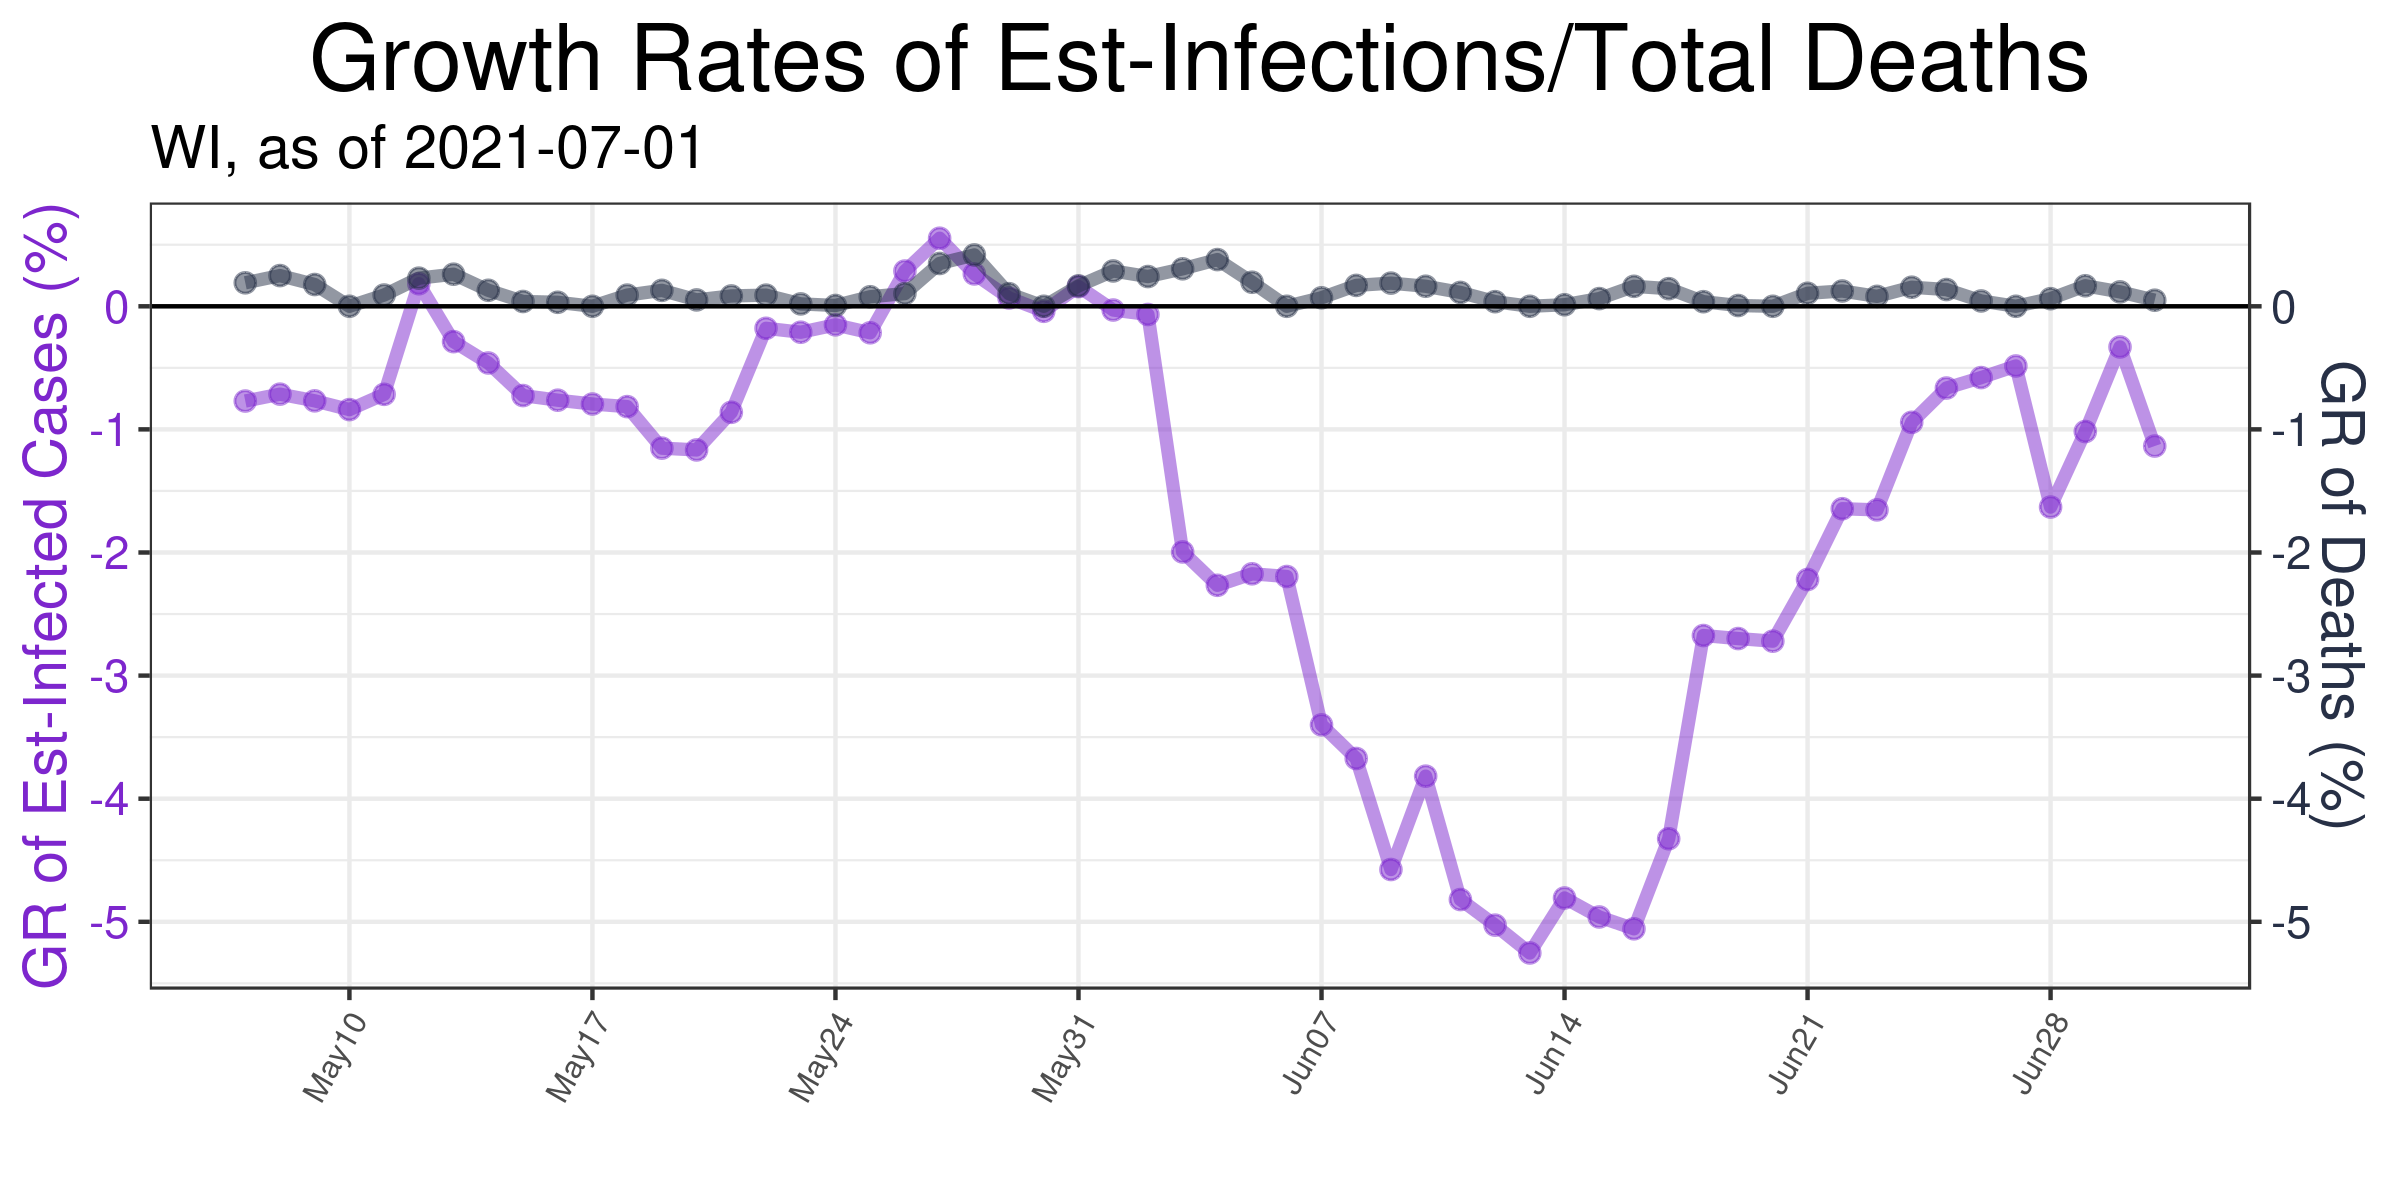 Growth Rates of Est-Infections/Total Deaths
WI, as of 2021-07-01
GR of Est-Infected Cases (%)
0
-1
-2
-3
-4
-5
0
-1
-2
-3
-4
-5
GR of Deaths (%)
May10
May17
May24
May31
Jun07
Jun14
Jun21
Jun28